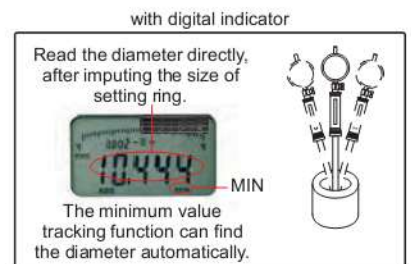 with digital indicator
Read the diameter directly,
after imputing the size of
setting ring.
10.444
MIN
The minimum value
tracking function can find
the diameter automatically.